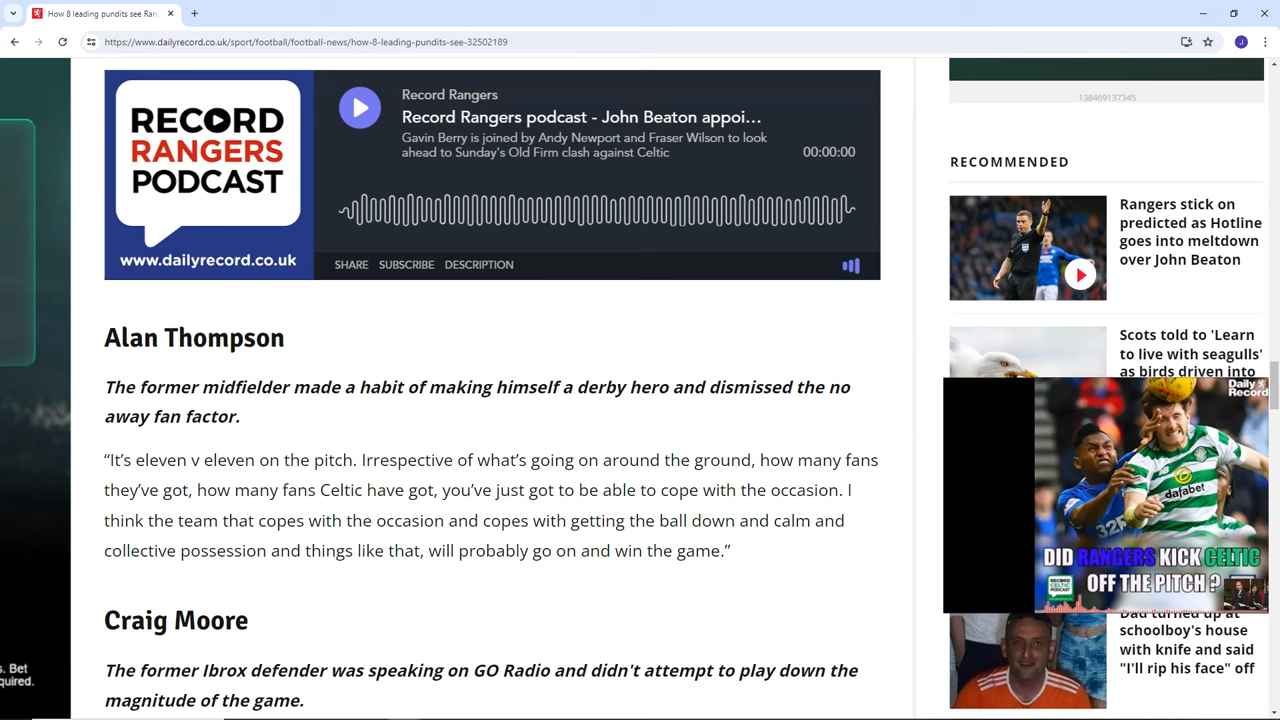 How 8 leading pundits see Ran
https://www.dailyrecord.co.uk/sport/football/football-news/how-8-leading-pundits-see-32502189
J
RECORD
RANGERS
PODCAST
www.dailyrecord.co.uk
Record Rangers
Record Rangers podcast - John Beaton appoi...
Gavin Berry is joined by Andy Newport and Fraser Wilson to look
ahead to Sunday's Old Firm clash against Celtic
00:00:00
SHARE SUBSCRIBE DESCRIPTION
Alan Thompson
The former midfielder made a habit of making himself a derby hero and dismissed the no
away fan factor.
“It’s eleven v eleven on the pitch. Irrespective of what’s going on around the ground, how many fans
they’ve got, how many fans Celtic have got, you’ve just got to be able to cope with the occasion. I
think the team that copes with the occasion and copes with getting the ball down and calm and
collective possession and things like that, will probably go on and win the game.”
Craig Moore
The former Ibrox defender was speaking on GO Radio and didn't attempt to play down the
magnitude of the game.
s. Bet
quired.
138469137345
RECOMMENDED
Rangers stick on
predicted as Hotline
goes into meltdown
over John Beaton
Scots told to 'Learn
to live with seagulls'
as birds driven into
Daily
Record
dafabet
32R
DID RANGERS KICK CELTIC
OFF THE PITCH ?
RECORD
CELTIC
PODCAST
Dad turned up at
schoolboy's house
with knife and said
"I'll rip his face" off